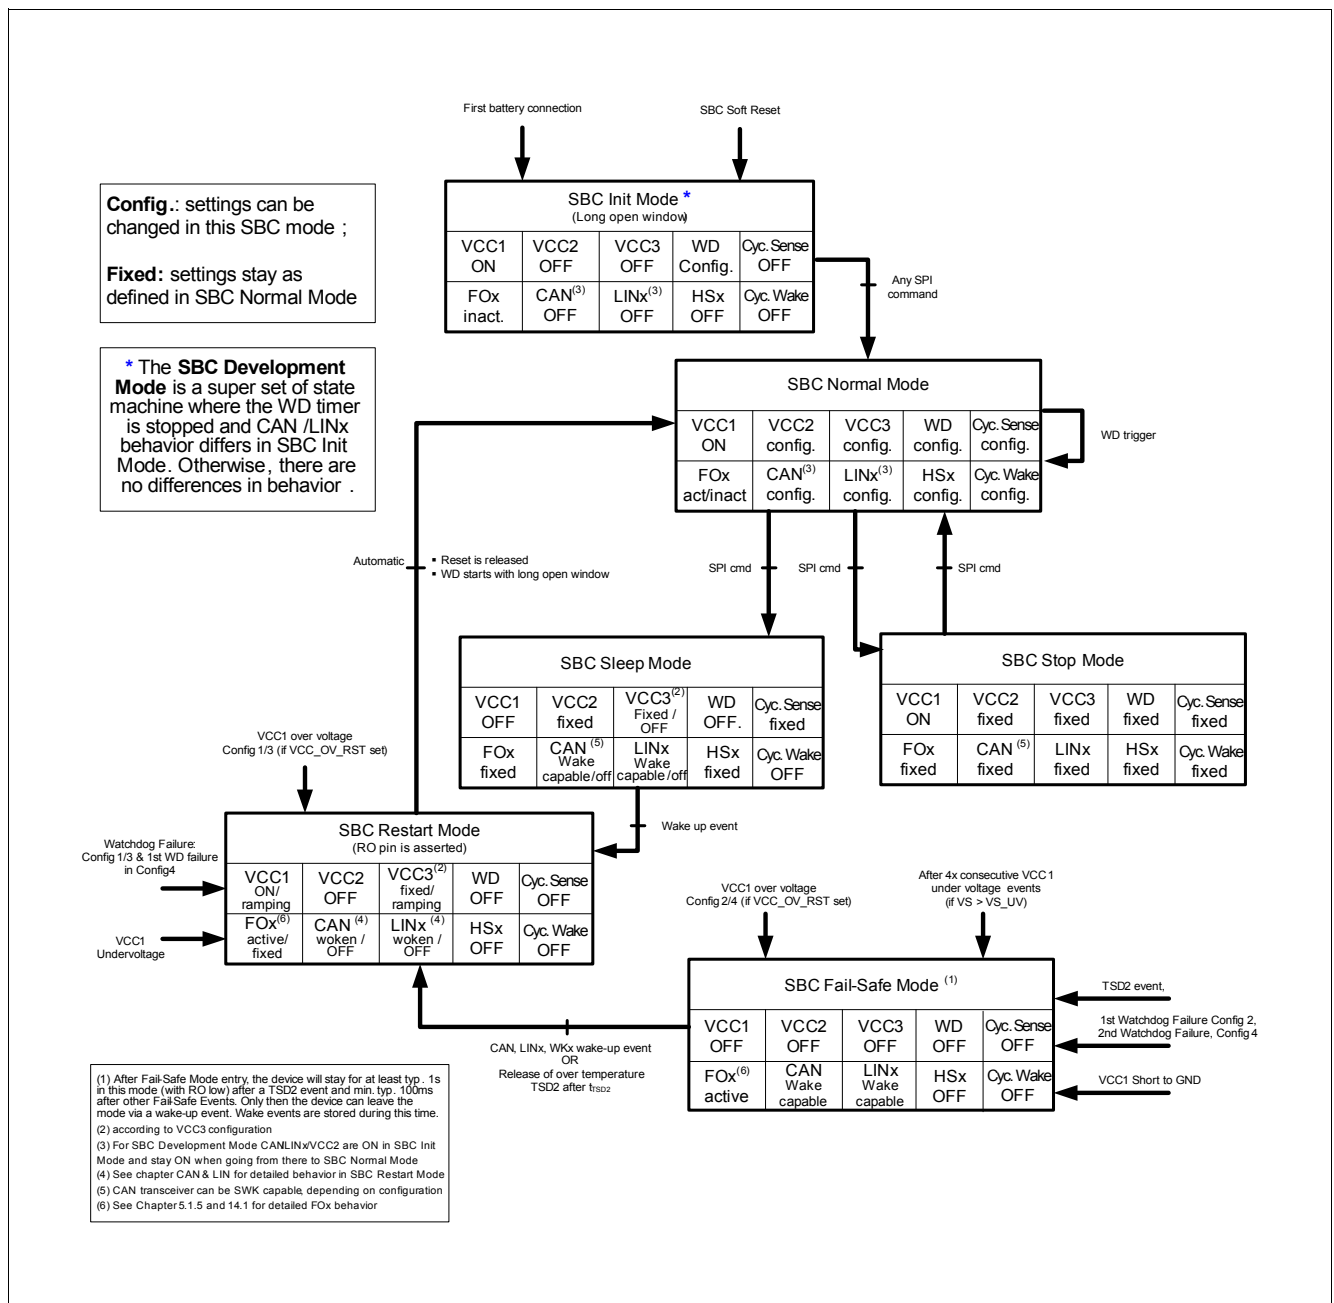 First battery connection
SBC Soft Reset
Config.: settings can be
changed in this SBC mode ;
Fixed: settings stay as
defined in SBC Normal Mode
* The SBC Development
Mode is a super set of state
machine where the WD timer
is stopped and CAN /LINx
behavior differs in SBC Init
Mode. Otherwise, there are
no differences in behavior .
SBC Init Mode *
(Long open window)
VCC1 VCC2 VCC3 WD Cyc. Sense
ON OFF OFF Config. OFF
FOx CAN(3) LINx(3) HSx Cyc. Wake
inact. OFF OFF OFF OFF
Any SPI
command
SBC Normal Mode
VCC1 VCC2 VCC3 WD Cyc. Sense
ON config. config. config. config.
FOx CAN(3) LINx(3) HSx Cyc. Wake
act/inact config. config. config. config.
WD trigger
Automatic
▪ Reset is released
▪ WD starts with long open window
SPI cmd
SPI cmd
SPI cmd
SBC Sleep Mode
VCC1 VCC2 VCC3(2) WD Cyc. Sense
OFF fixed Fixed / OFF OFF. fixed
FOx CAN (5) LINx HSx Cyc. Wake
fixed Wake capable/off Wake capable/off fixed OFF
SBC Stop Mode
VCC1 VCC2 VCC3 WD Cyc. Sense
ON fixed fixed fixed fixed
FOx CAN (5) LINx HSx Cyc. Wake
fixed fixed fixed fixed fixed
VCC1 over voltage
Config 1/3 (if VCC_OV_RST set)
Wake up event
Watchdog Failure:
Config 1/3 & 1st WD failure
in Config4
VCC1
Undervoltage
SBC Restart Mode
(RO pin is asserted)
VCC1 VCC2 VCC3(2) WD Cyc. Sense
ON/ ramping OFF fixed/ ramping OFF OFF
FOx(6) CAN (4) LINx (4) HSx Cyc. Wake
active/ fixed woken / OFF woken / OFF OFF OFF
VCC1 over voltage
Config 2/4 (if VCC_OV_RST set)
After 4x consecutive VCC1
under voltage events
(if VS > VS_UV)
SBC Fail-Safe Mode (1)
VCC1 VCC2 VCC3 WD Cyc. Sense
OFF OFF OFF OFF OFF
FOx(6) CAN LINx HSx Cyc. Wake
active Wake capable Wake capable OFF OFF
TSD2 event,
1st Watchdog Failure Config 2,
2nd Watchdog Failure, Config 4
VCC1 Short to GND
CAN, LINx, WKx wake-up event
OR
Release of over temperature
TSD2 after tTSD2
(1) After Fail-Safe Mode entry, the device will stay for at least typ. 1s
in this mode (with RO low) after a TSD2 event and min. typ. 100ms
after other Fail-Safe Events. Only then the device can leave the
mode via a wake-up event. Wake events are stored during this time.
(2) according to VCC3 configuration
(3) For SBC Development Mode CAN/LINx/VCC2 are ON in SBC Init
Mode and stay ON when going from there to SBC Normal Mode
(4) See chapter CAN & LIN for detailed behavior in SBC Restart Mode
(5) CAN transceiver can be SWK capable, depending on configuration
(6) See Chapter 5.1.5 and 14.1 for detailed FOx behavior